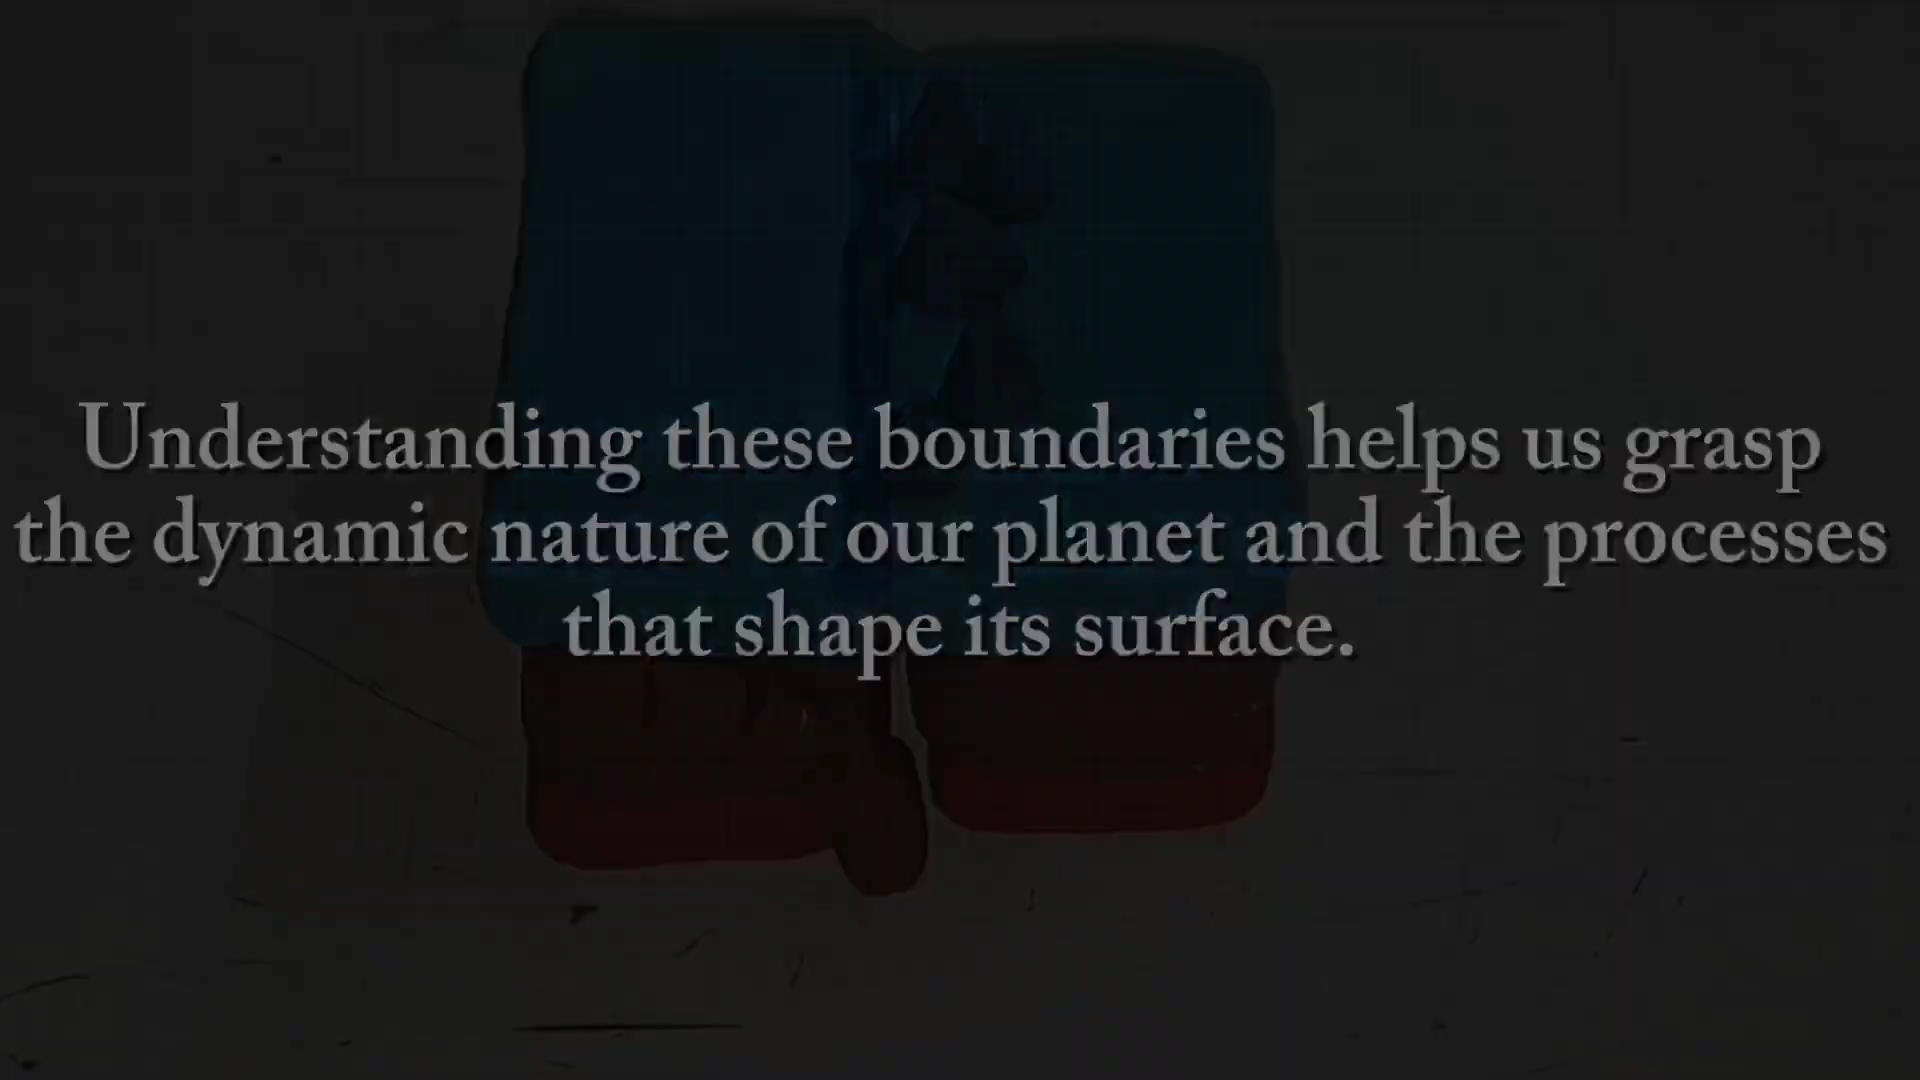 Understanding these boundaries helps us grasp
the dynamic nature of our planet and the processes
that shape its surface.